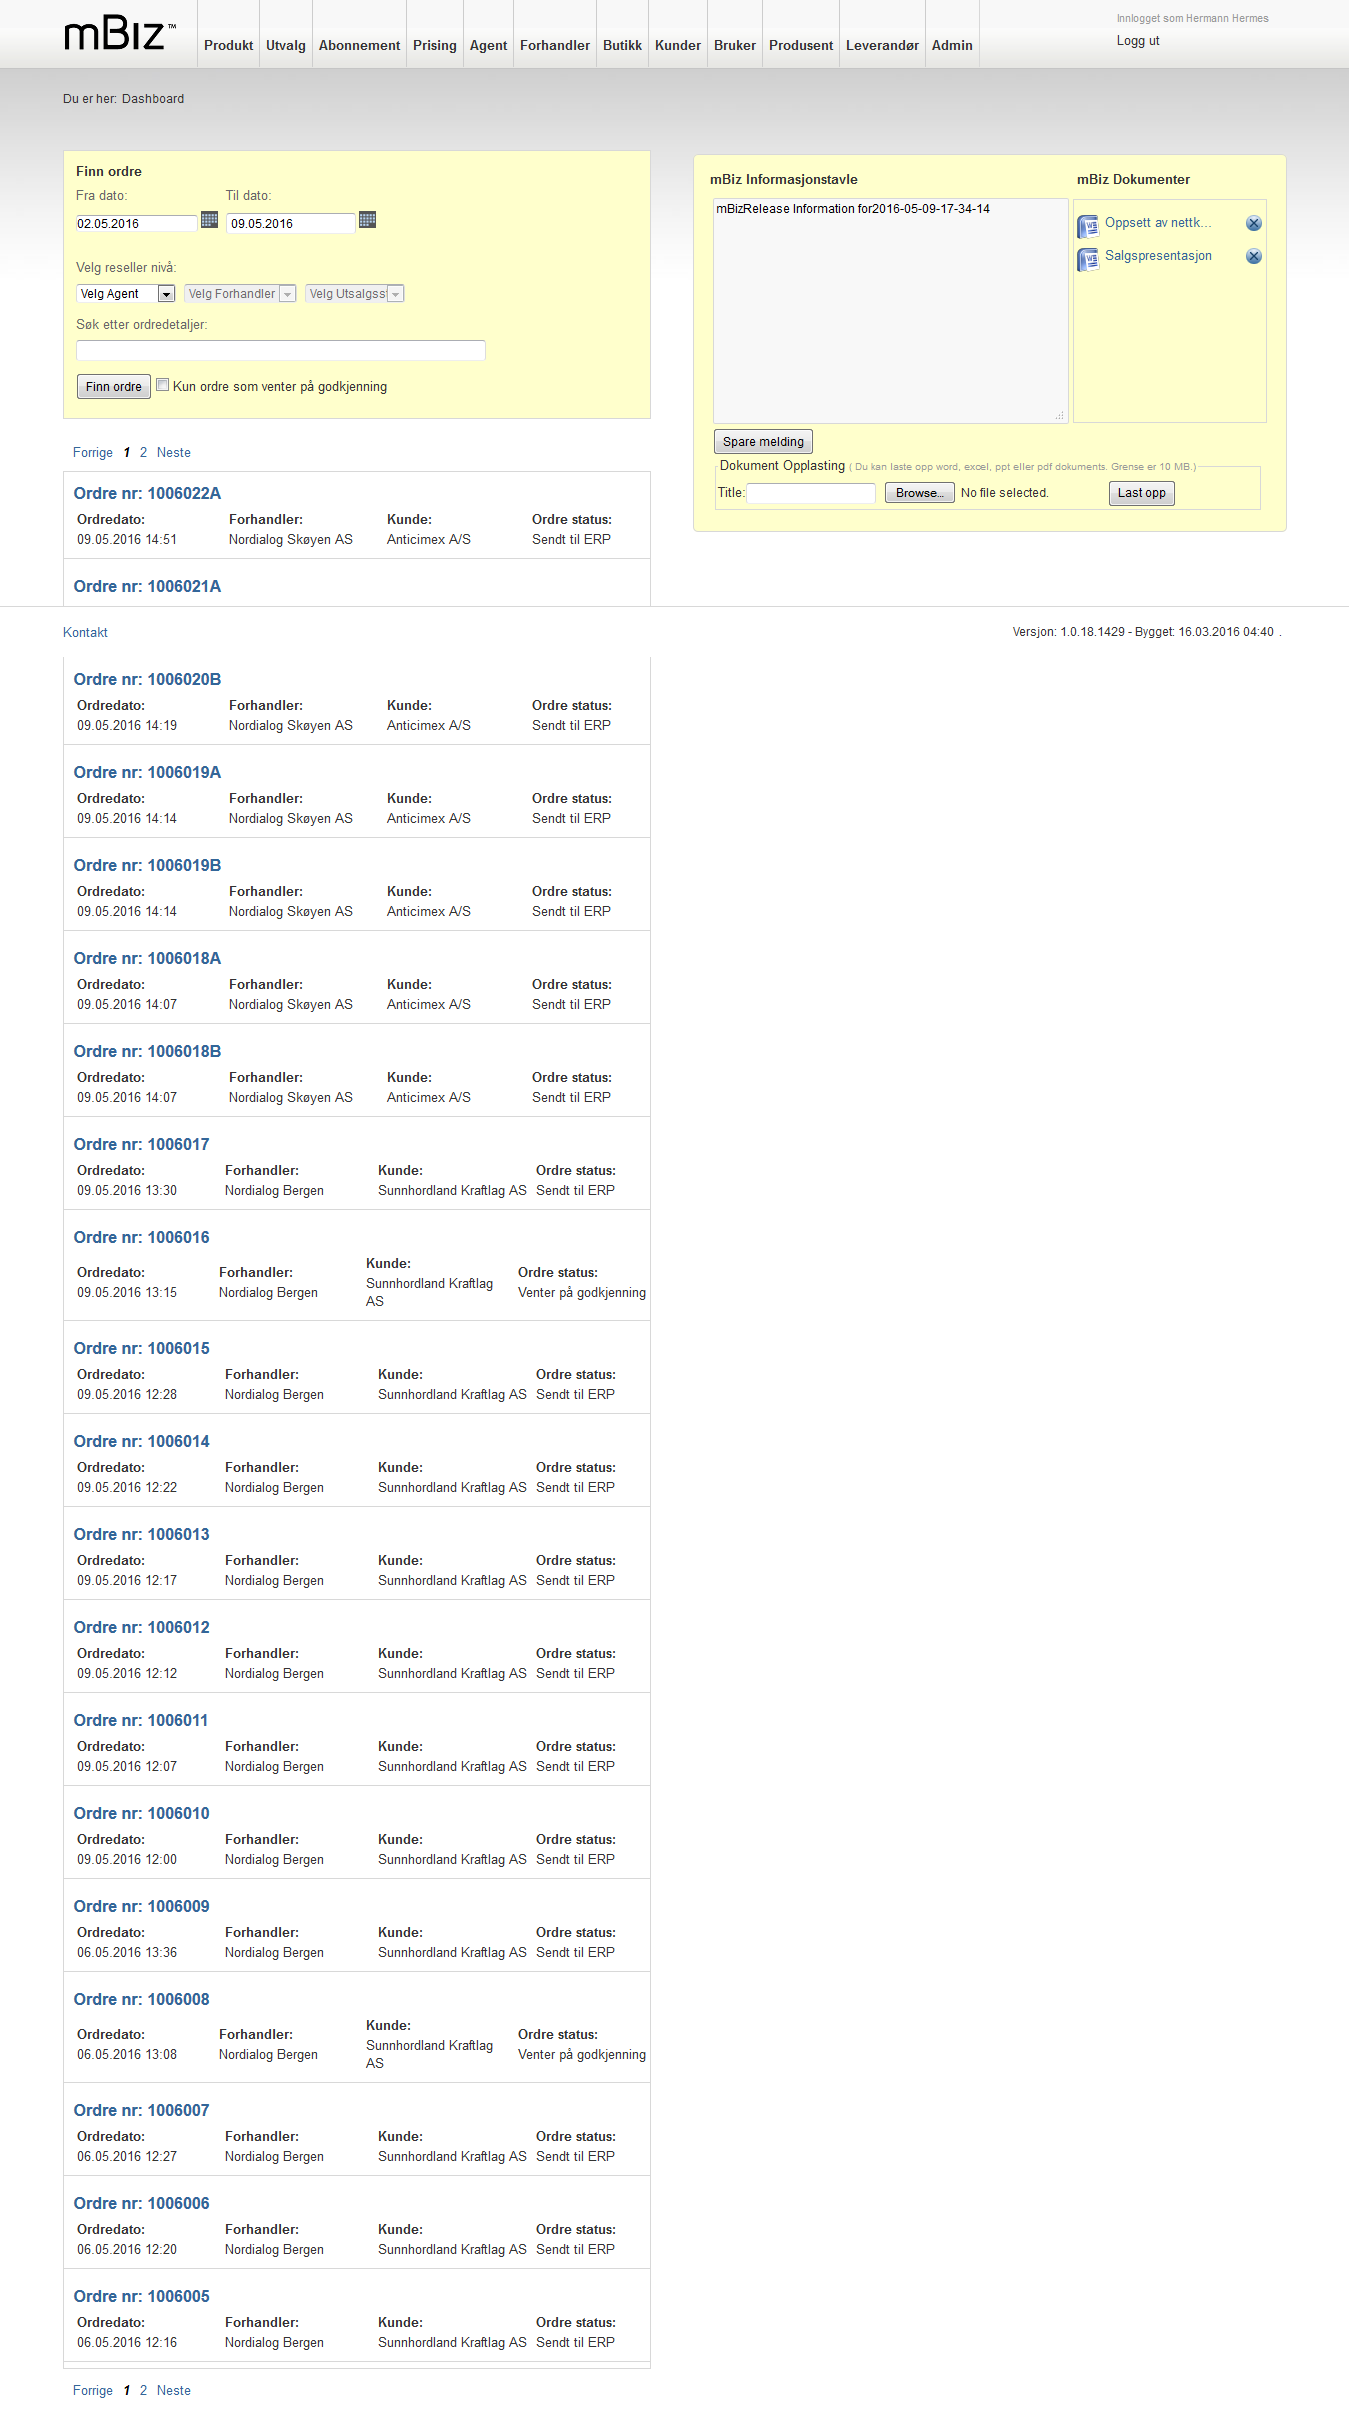 mBiz™
Produkt Utvalg Abonnement Prising Agent Forhandler Butikk Kunder Bruker Produsent Leverandør Admin
Innlogget som Hermann Hermes
Logg ut
Du er her: Dashboard
Finn ordre
Fra dato: Til dato:
02.05.2016 09.05.2016
Velg reseller nivå:
Velg Agent Velg Forhandler Velg Utsalgss
Søk etter ordredetaljer:
Finn ordre Kun ordre som venter på godkjenning
mBiz Informasjonstavle mBiz Dokumenter
mBizRelease Information for2016-05-09-17-34-14
Oppsett av nettk...
Salgspresentasjon
Spare melding
Dokument Opplasting ( Du kan laste opp word, excel, ppt eller pdf dokuments. Grense er 10 MB.)
Title: Browse... No file selected. Last opp
Forrige 1 2 Neste
Ordre nr: 1006022A
Ordredato: Forhandler: Kunde: Ordre status:
09.05.2016 14:51 Nordialog Skøyen AS Anticimex A/S Sendt til ERP
Ordre nr: 1006021A
Kontakt Versjon: 1.0.18.1429 - Bygget: 16.03.2016 04:40 .
Ordre nr: 1006020B
Ordredato: Forhandler: Kunde: Ordre status:
09.05.2016 14:19 Nordialog Skøyen AS Anticimex A/S Sendt til ERP
Ordre nr: 1006019A
Ordredato: Forhandler: Kunde: Ordre status:
09.05.2016 14:14 Nordialog Skøyen AS Anticimex A/S Sendt til ERP
Ordre nr: 1006019B
Ordredato: Forhandler: Kunde: Ordre status:
09.05.2016 14:14 Nordialog Skøyen AS Anticimex A/S Sendt til ERP
Ordre nr: 1006018A
Ordredato: Forhandler: Kunde: Ordre status:
09.05.2016 14:07 Nordialog Skøyen AS Anticimex A/S Sendt til ERP
Ordre nr: 1006018B
Ordredato: Forhandler: Kunde: Ordre status:
09.05.2016 14:07 Nordialog Skøyen AS Anticimex A/S Sendt til ERP
Ordre nr: 1006017
Ordredato: Forhandler: Kunde: Ordre status:
09.05.2016 13:30 Nordialog Bergen Sunnhordland Kraftlag AS Sendt til ERP
Ordre nr: 1006016
Ordredato: Forhandler: Kunde: Ordre status:
09.05.2016 13:15 Nordialog Bergen Sunnhordland Kraftlag Venter på godkjenning
AS
Ordre nr: 1006015
Ordredato: Forhandler: Kunde: Ordre status:
09.05.2016 12:28 Nordialog Bergen Sunnhordland Kraftlag AS Sendt til ERP
Ordre nr: 1006014
Ordredato: Forhandler: Kunde: Ordre status:
09.05.2016 12:22 Nordialog Bergen Sunnhordland Kraftlag AS Sendt til ERP
Ordre nr: 1006013
Ordredato: Forhandler: Kunde: Ordre status:
09.05.2016 12:17 Nordialog Bergen Sunnhordland Kraftlag AS Sendt til ERP
Ordre nr: 1006012
Ordredato: Forhandler: Kunde: Ordre status:
09.05.2016 12:12 Nordialog Bergen Sunnhordland Kraftlag AS Sendt til ERP
Ordre nr: 1006011
Ordredato: Forhandler: Kunde: Ordre status:
09.05.2016 12:07 Nordialog Bergen Sunnhordland Kraftlag AS Sendt til ERP
Ordre nr: 1006010
Ordredato: Forhandler: Kunde: Ordre status:
09.05.2016 12:00 Nordialog Bergen Sunnhordland Kraftlag AS Sendt til ERP
Ordre nr: 1006009
Ordredato: Forhandler: Kunde: Ordre status:
06.05.2016 13:36 Nordialog Bergen Sunnhordland Kraftlag AS Sendt til ERP
Ordre nr: 1006008
Ordredato: Forhandler: Kunde: Ordre status:
06.05.2016 13:08 Nordialog Bergen Sunnhordland Kraftlag Venter på godkjenning
AS
Ordre nr: 1006007
Ordredato: Forhandler: Kunde: Ordre status:
06.05.2016 12:27 Nordialog Bergen Sunnhordland Kraftlag AS Sendt til ERP
Ordre nr: 1006006
Ordredato: Forhandler: Kunde: Ordre status:
06.05.2016 12:20 Nordialog Bergen Sunnhordland Kraftlag AS Sendt til ERP
Ordre nr: 1006005
Ordredato: Forhandler: Kunde: Ordre status:
06.05.2016 12:16 Nordialog Bergen Sunnhordland Kraftlag AS Sendt til ERP
Forrige 1 2 Neste